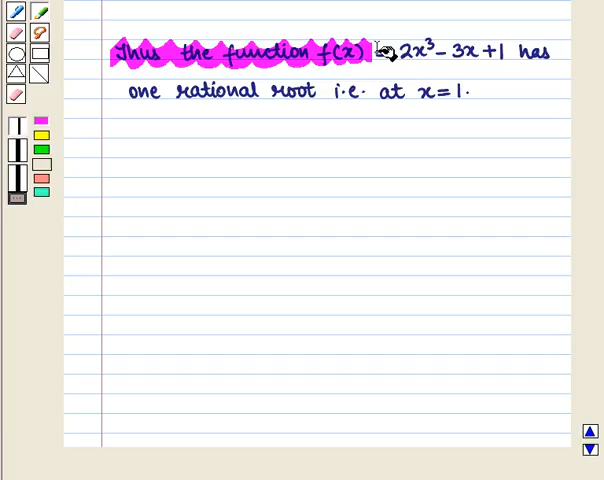 Thus the function f(x) = 2x³ - 3x + 1 has
one rational root i.e. at x = 1.